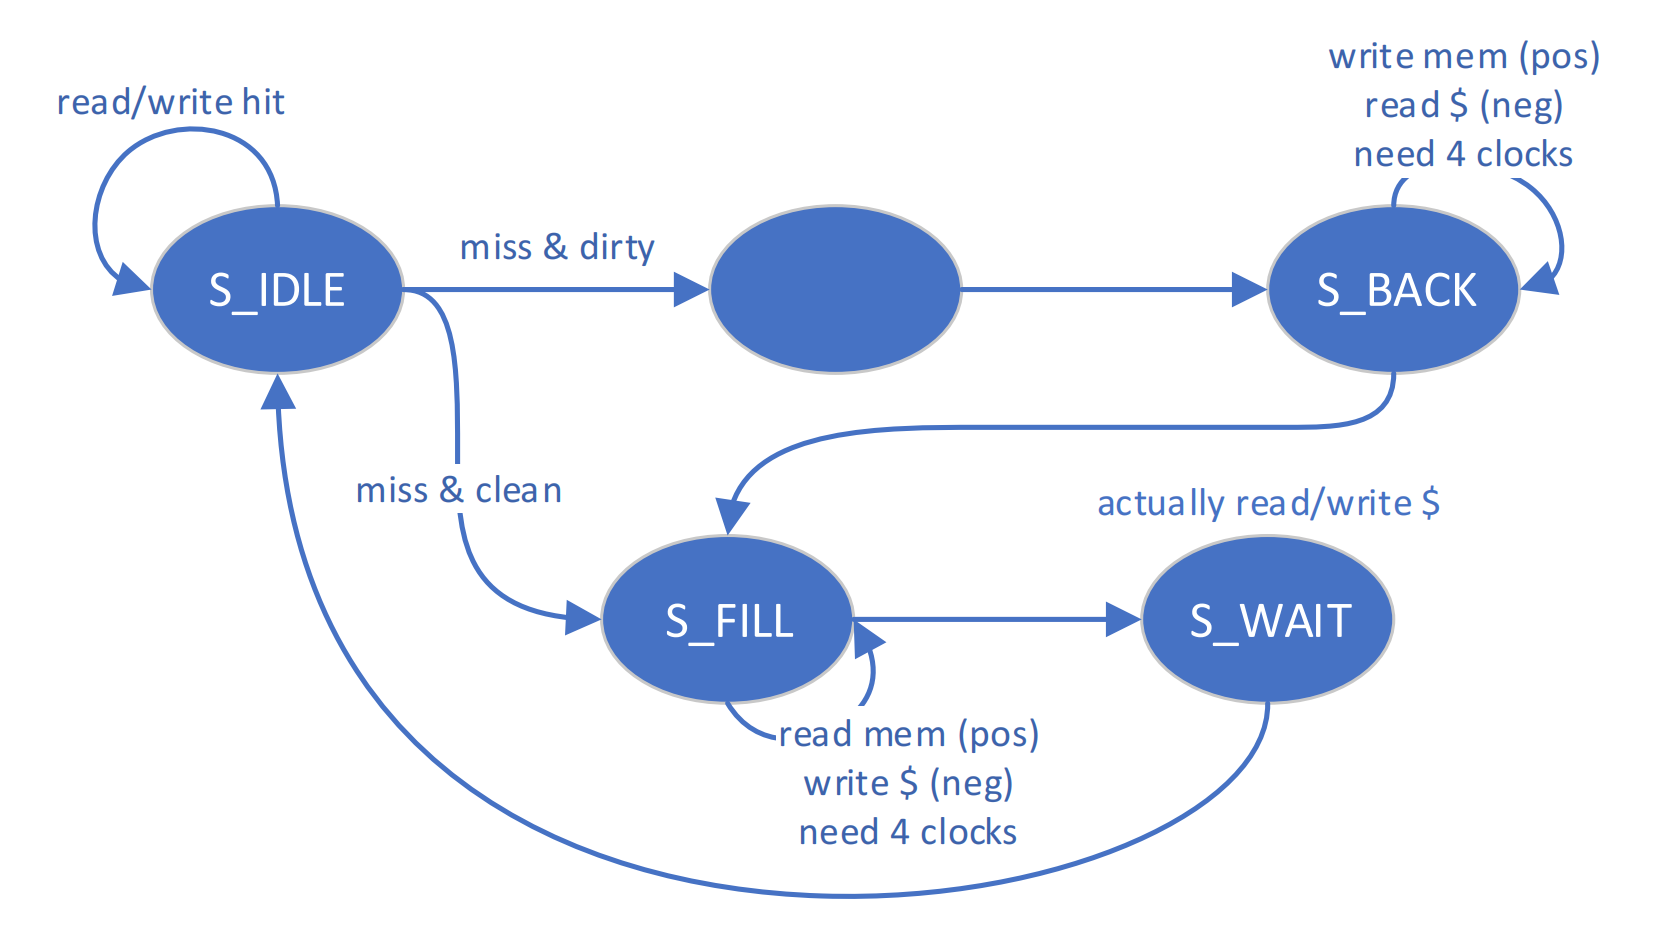 read/write hit
write mem (pos)
read $ (neg)
need 4 clocks
miss & dirty
S_IDLE
S_BACK
miss & clean
actually read/write $
S_FILL
S_WAIT
read mem (pos)
write $ (neg)
need 4 clocks